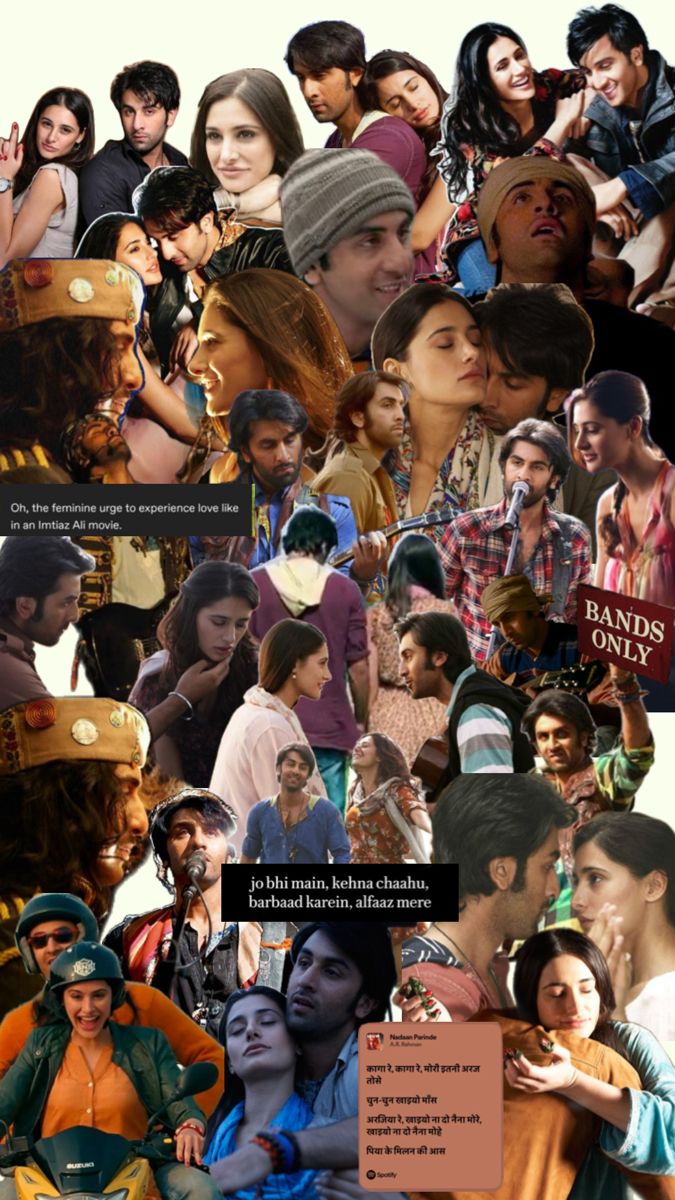 Oh, the feminine urge to experience love like
in an Imtiaz Ali movie.
BANDS
ONLY
jo bhi main, kehna chaahu,
barbaad karein, alfaaz mere
Nadaan Parinde
A.R. Rahman
कागा रे, कागा रे, मोरी इतनी अरज
तोसे
चुन-चुन खाइयो माँस
अरजिया रे, खाइयो ना दो नैना मोरे,
खाइयो ना दो नैना मोहे
पिया के मिलन की आस
Spotify
SUZUKI